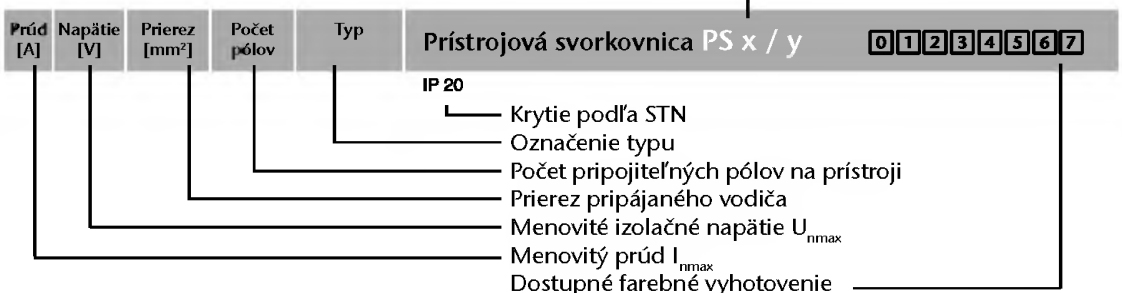 Prúd [A] Napätie [V] Prierez [mm²] Počet pólov Typ Prístrojová svorkovnica PS x / y 0 1 2 3 4 5 6 7
IP 20
Krytie podľa STN
Označenie typu
Počet pripojiteľných pólov na prístroji
Prierez pripájaného vodiča
Menovité izolačné napätie Unmax
Menovitý prúd Inmax
Dostupné farebné vyhotovenie